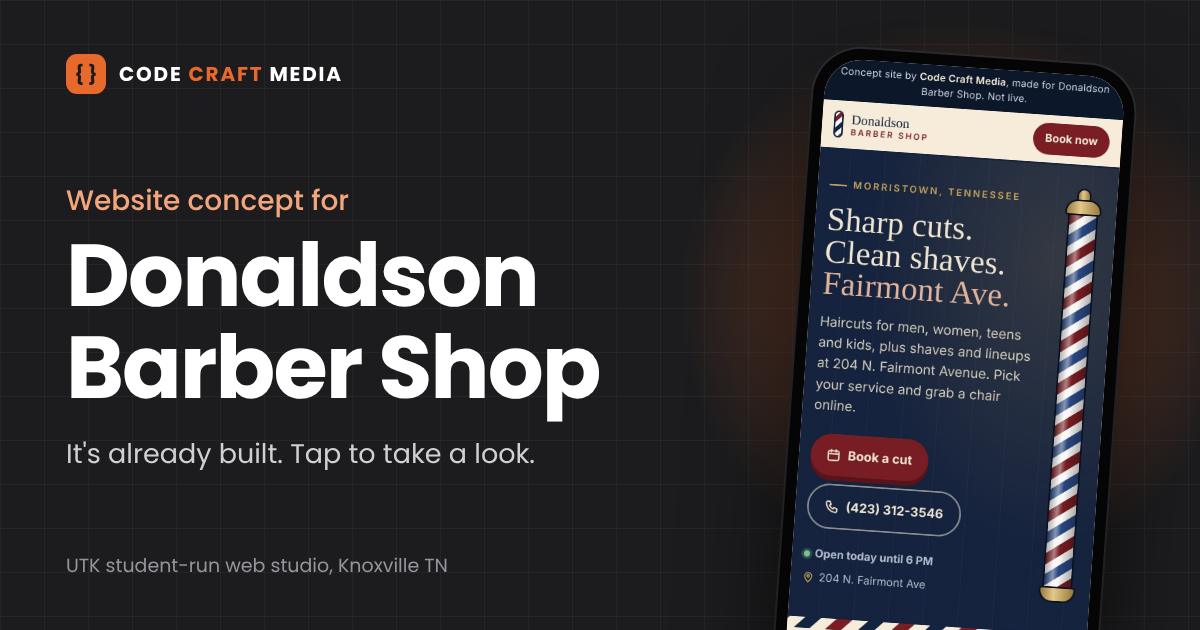 { } CODE CRAFT MEDIA
Website concept for
Donaldson
Barber Shop
It's already built. Tap to take a look.
UTK student-run web studio, Knoxville TN
Concept site by Code Craft Media, made for Donaldson
Barber Shop. Not live.
Donaldson
BARBER SHOP
Book now
MORRISTOWN, TENNESSEE
Sharp cuts.
Clean shaves.
Fairmont Ave.
Haircuts for men, women, teens
and kids, plus shaves and lineups
at 204 N. Fairmont Avenue. Pick
your service and grab a chair
online.
Book a cut
(423) 312-3546
Open today until 6 PM
204 N. Fairmont Ave